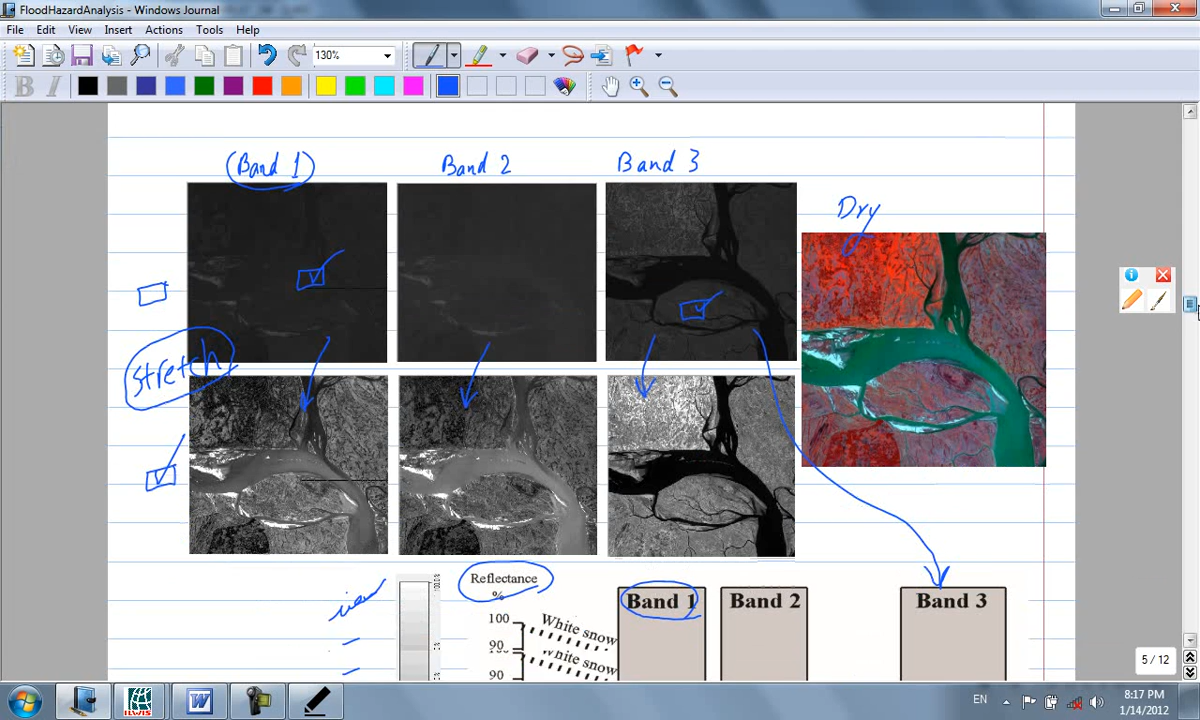 FloodHazardAnalysis - Windows Journal
File Edit View Insert Actions Tools Help
130%
B I
(Band 1) Band 2 Band 3
Dry
Stretch
Reflectance
%
100
90
90
White snow
White snow
Band 1 Band 2 Band 3
5 / 12
EN
8:17 PM
1/14/2012
ILWIS
W